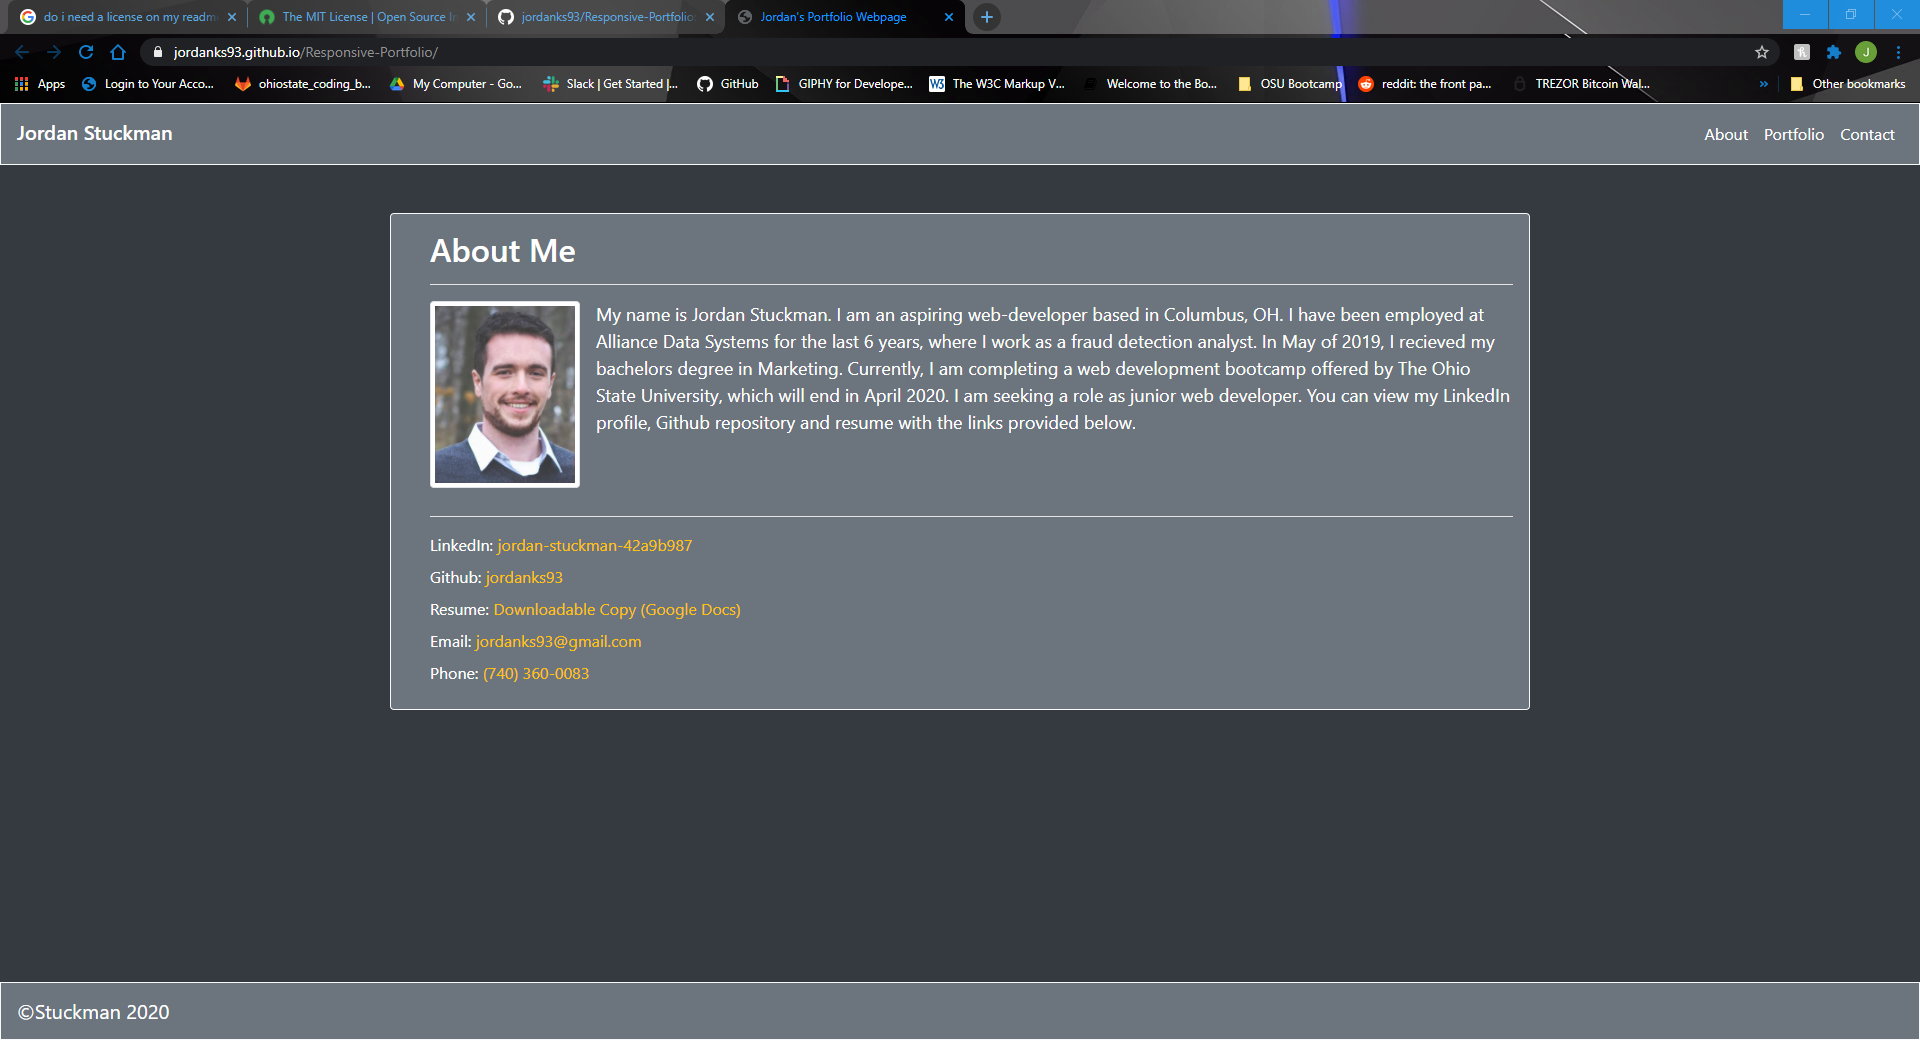 do i need a license on my readm
The MIT License | Open Source In
jordanks93/Responsive-Portfolio:
Jordan's Portfolio Webpage
jordanks93.github.io/Responsive-Portfolio/
J
Apps
Login to Your Acco...
ohiostate_coding_b...
My Computer - Go...
Slack | Get Started |...
GitHub
GIPHY for Develope...
W3
The W3C Markup V...
Welcome to the Bo...
OSU Bootcamp
reddit: the front pa...
TREZOR Bitcoin Wal...
»
Other bookmarks
Jordan Stuckman
About Portfolio Contact
About Me
My name is Jordan Stuckman. I am an aspiring web-developer based in Columbus, OH. I have been employed at
Alliance Data Systems for the last 6 years, where I work as a fraud detection analyst. In May of 2019, I recieved my
bachelors degree in Marketing. Currently, I am completing a web development bootcamp offered by The Ohio
State University, which will end in April 2020. I am seeking a role as junior web developer. You can view my LinkedIn
profile, Github repository and resume with the links provided below.
LinkedIn: jordan-stuckman-42a9b987
Github: jordanks93
Resume: Downloadable Copy (Google Docs)
Email: jordanks93@gmail.com
Phone: (740) 360-0083
©Stuckman 2020